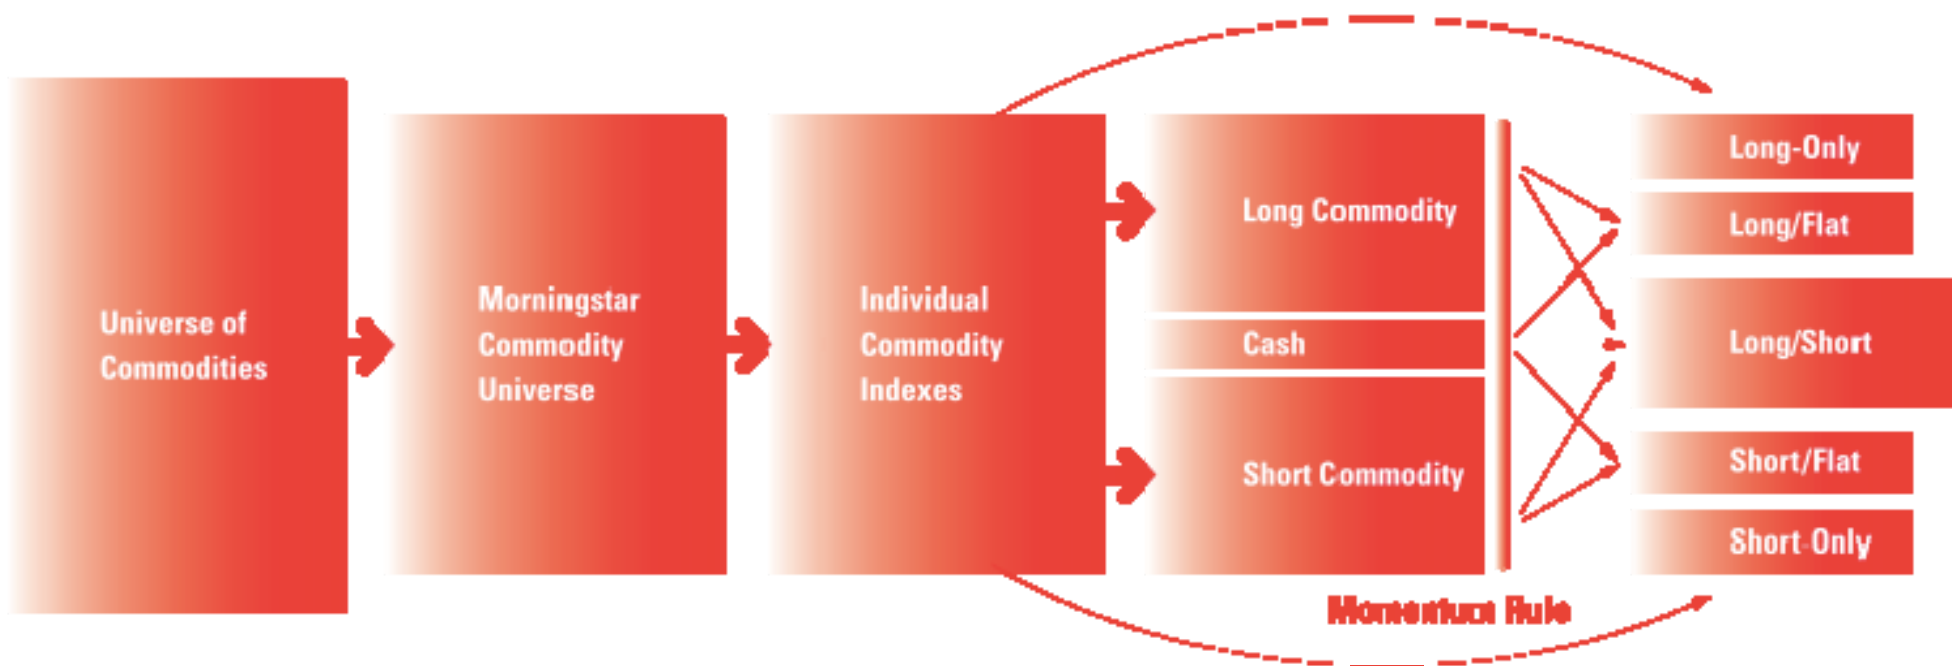 Universe of
Commodities
Morningstar
Commodity
Universe
Individual
Commodity
Indexes
Long Commodity
Cash
Short Commodity
Momentum Rule
Long-Only
Long/Flat
Long/Short
Short/Flat
Short-Only